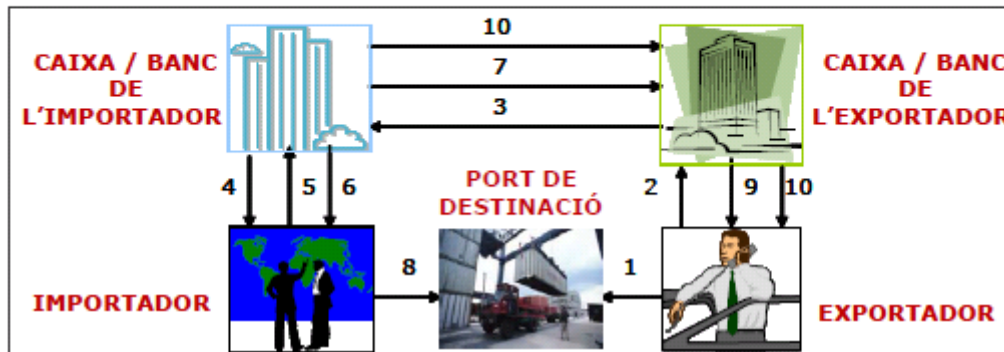 10
CAIXA / BANC
DE
L'IMPORTADOR
7
3
CAIXA / BANC
DE
L'EXPORTADOR
4
5
6
PORT DE
DESTINACIÓ
2
9
10
IMPORTADOR
8
1
EXPORTADOR